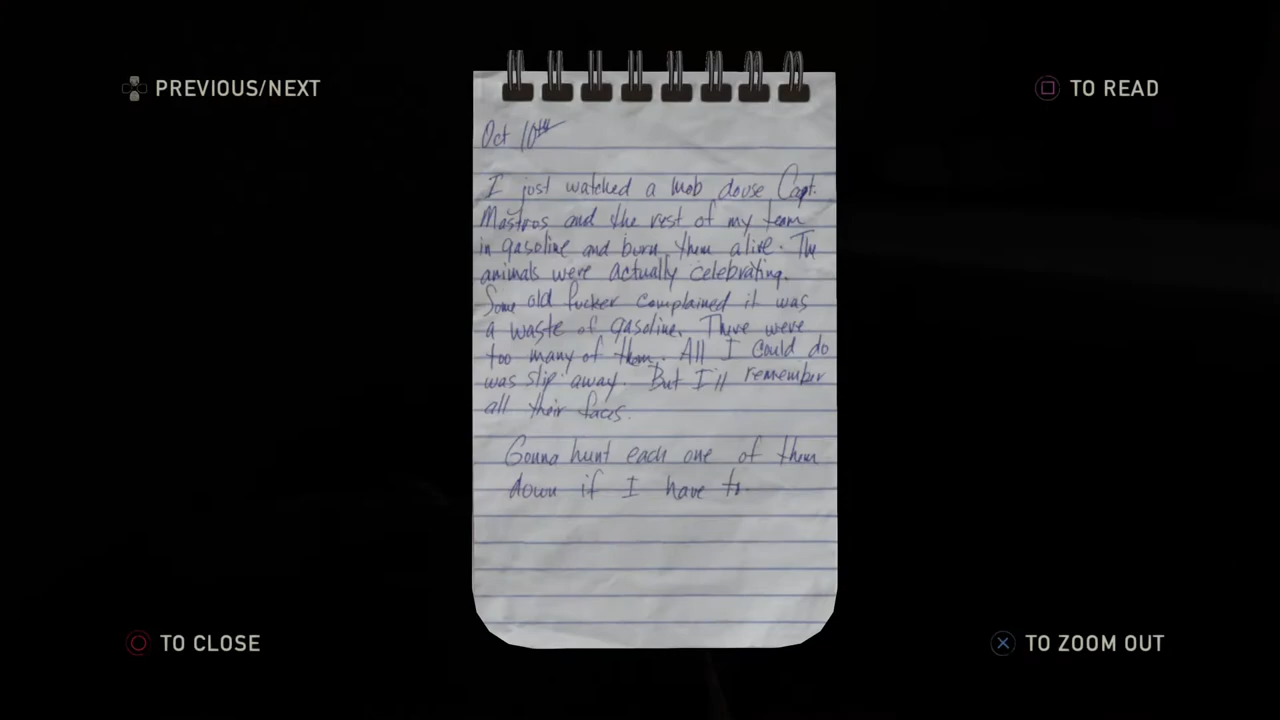 PREVIOUS/NEXT
TO READ
Oct 10th
I just watched a mob douse Capt.
Mastros and the rest of my team
in gasoline and burn them alive. The
animals were actually celebrating.
Some old fucker complained it was
a waste of gasoline. There were
too many of them. All I could do
was slip away. But I'll remember
all their faces.
Gonna hunt each one of them
down if I have to.
TO CLOSE
TO ZOOM OUT